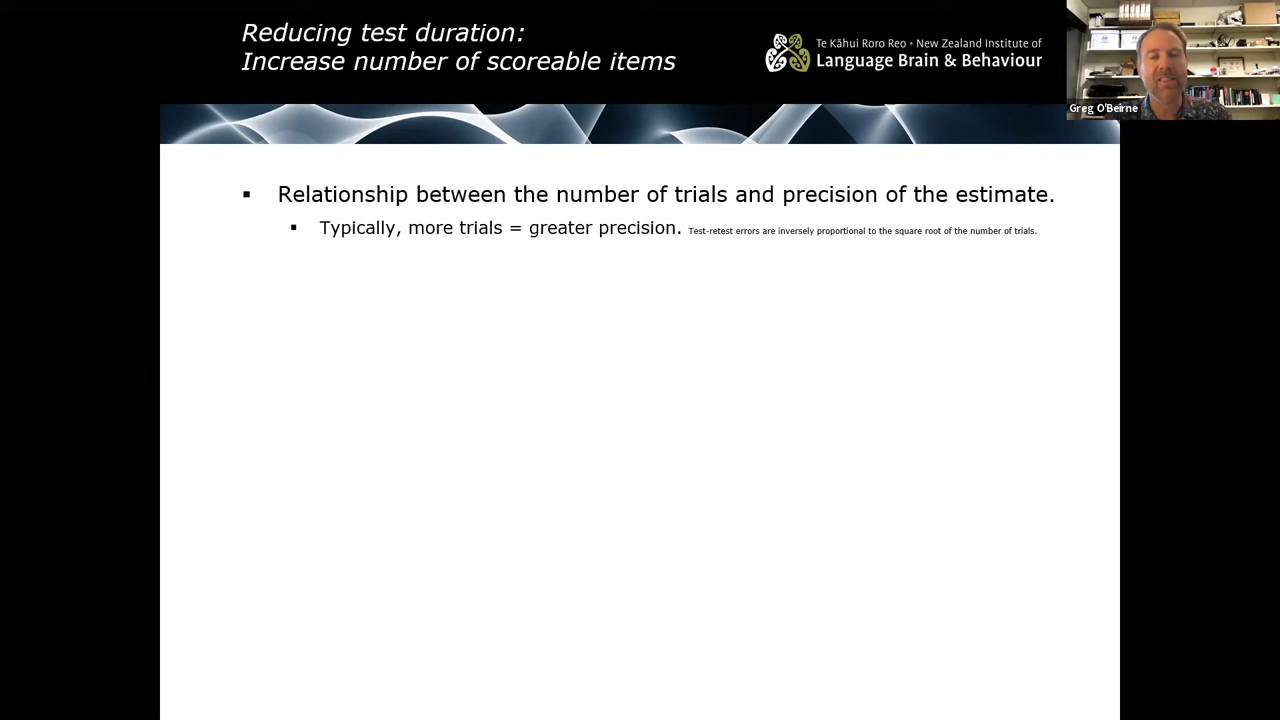 Reducing test duration:
Increase number of scoreable items
Te Kāhui Roro Reo • New Zealand Institute of
Language Brain & Behaviour
Greg O'Beirne
▪ Relationship between the number of trials and precision of the estimate.
▪ Typically, more trials = greater precision. Test-retest errors are inversely proportional to the square root of the number of trials.